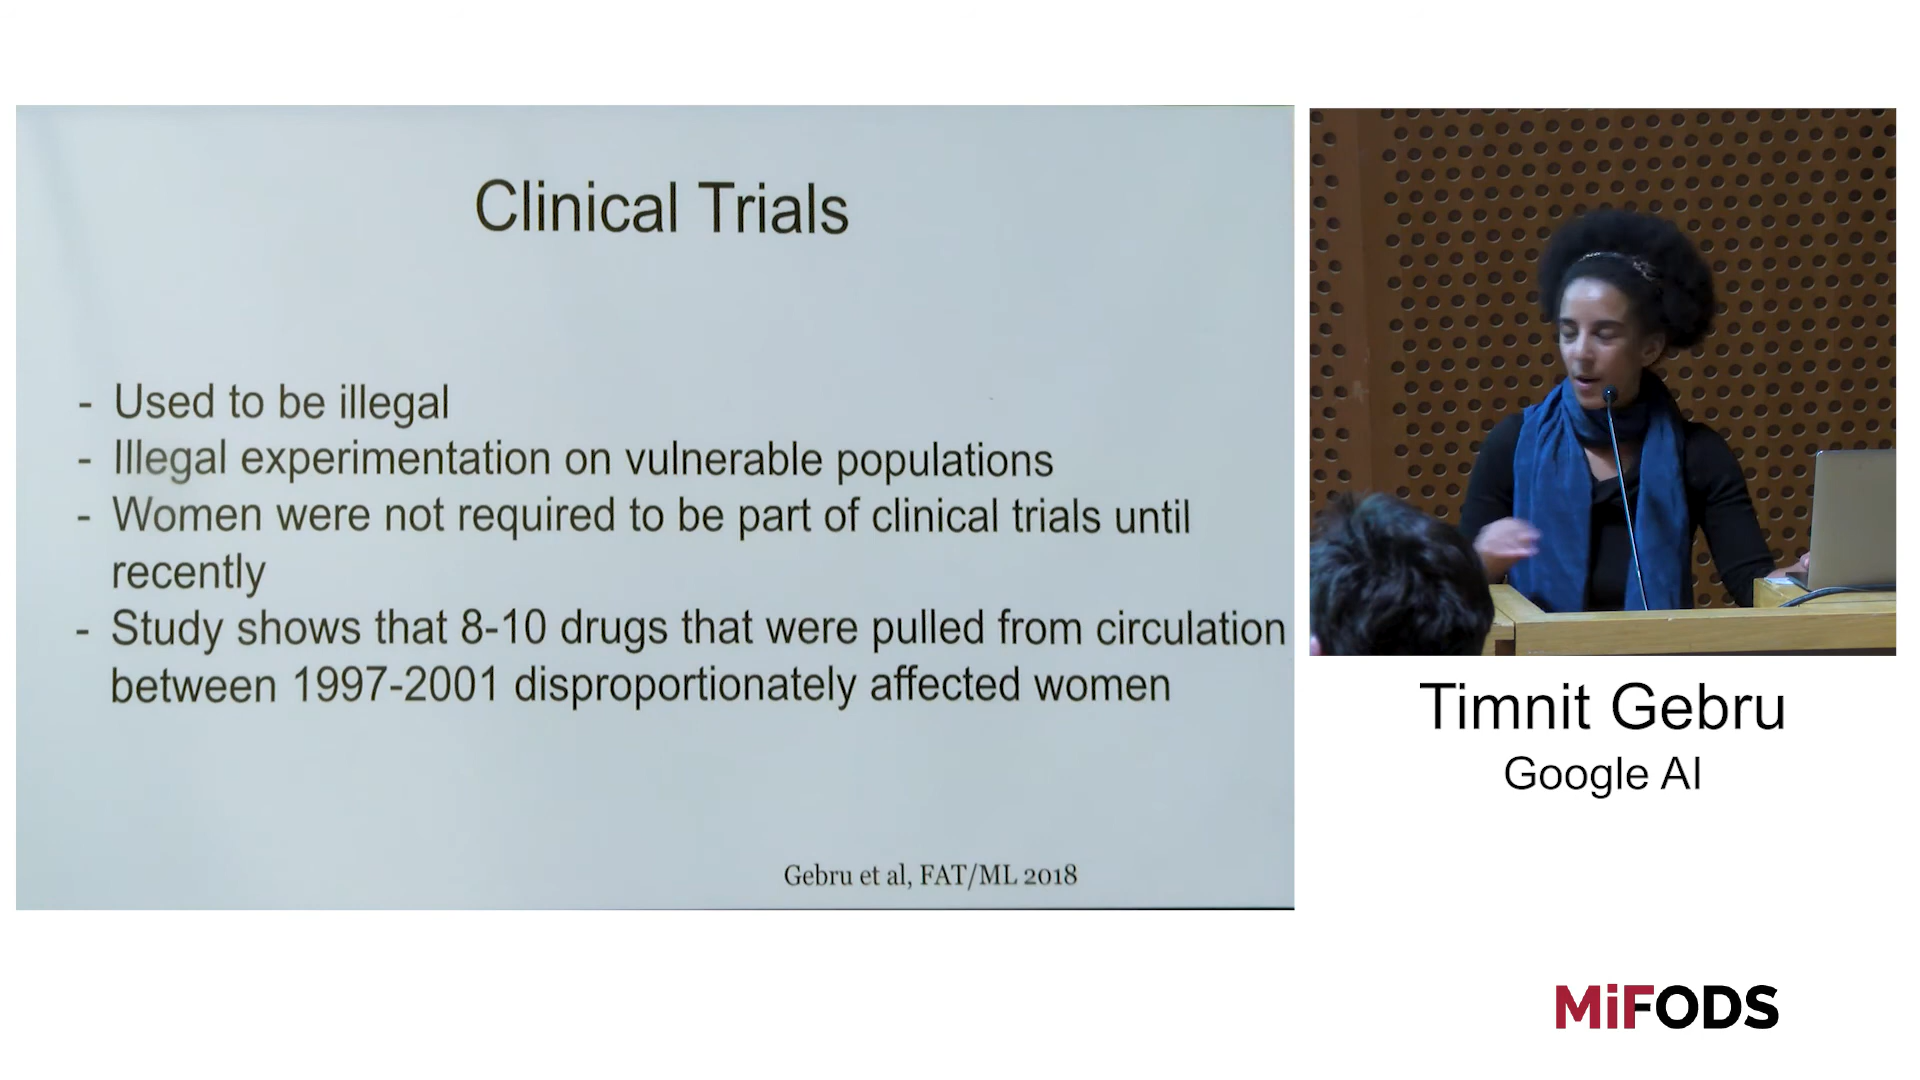 Clinical Trials
- Used to be illegal
- Illegal experimentation on vulnerable populations
- Women were not required to be part of clinical trials until
recently
- Study shows that 8-10 drugs that were pulled from circulation
between 1997-2001 disproportionately affected women
Gebru et al, FAT/ML 2018
Timnit Gebru
Google AI
MiFODS